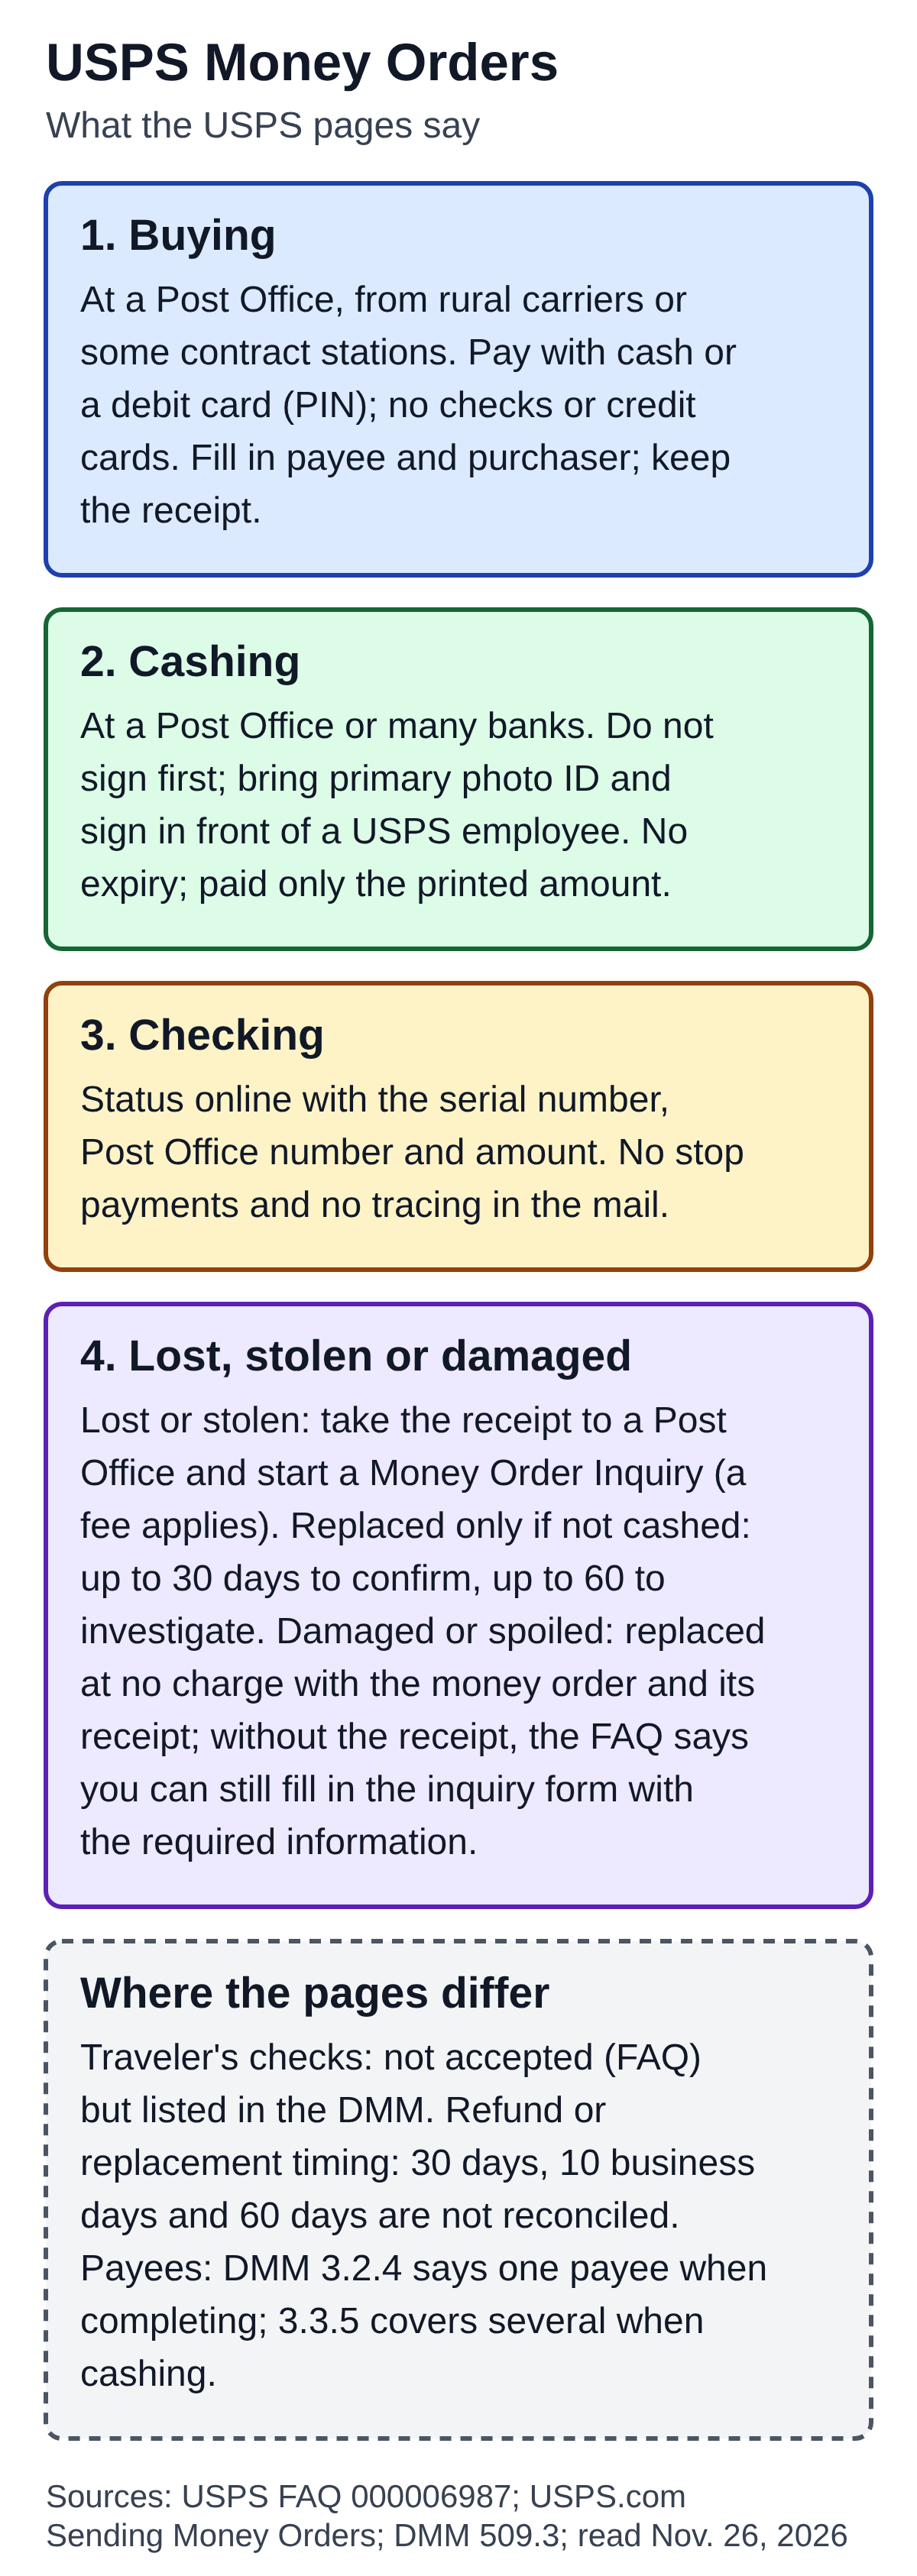 USPS Money Orders
What the USPS pages say
1. Buying
At a Post Office, from rural carriers or
some contract stations. Pay with cash or
a debit card (PIN); no checks or credit
cards. Fill in payee and purchaser; keep
the receipt.
2. Cashing
At a Post Office or many banks. Do not
sign first; bring primary photo ID and
sign in front of a USPS employee. No
expiry; paid only the printed amount.
3. Checking
Status online with the serial number,
Post Office number and amount. No stop
payments and no tracing in the mail.
4. Lost, stolen or damaged
Lost or stolen: take the receipt to a Post
Office and start a Money Order Inquiry (a
fee applies). Replaced only if not cashed:
up to 30 days to confirm, up to 60 to
investigate. Damaged or spoiled: replaced
at no charge with the money order and its
receipt; without the receipt, the FAQ says
you can still fill in the inquiry form with
the required information.
Where the pages differ
Traveler's checks: not accepted (FAQ)
but listed in the DMM. Refund or
replacement timing: 30 days, 10 business
days and 60 days are not reconciled.
Payees: DMM 3.2.4 says one payee when
completing; 3.3.5 covers several when
cashing.
Sources: USPS FAQ 000006987; USPS.com
Sending Money Orders; DMM 509.3; read Nov. 26, 2026